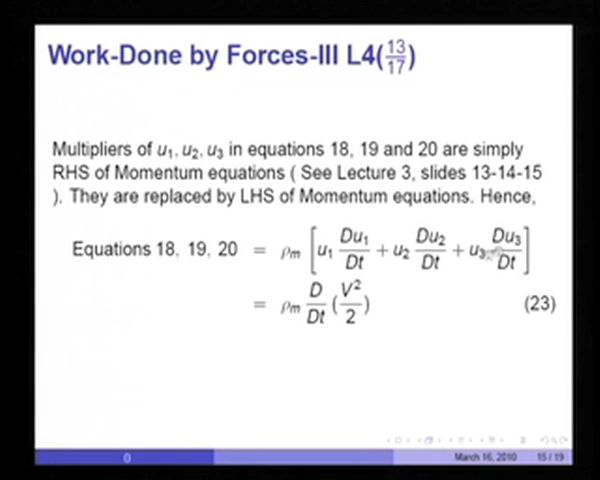 Work-Done by Forces-III L4(13/17)
Multipliers of u1, u2, u3 in equations 18, 19 and 20 are simply
RHS of Momentum equations ( See Lecture 3, slides 13-14-15
). They are replaced by LHS of Momentum equations. Hence,
Equations 18, 19, 20 = ρm [u1 Du1/Dt + u2 Du2/Dt + u3 Du3/Dt]
= ρm D/Dt (V²/2) (23)
0 March 16, 2010 15 / 19